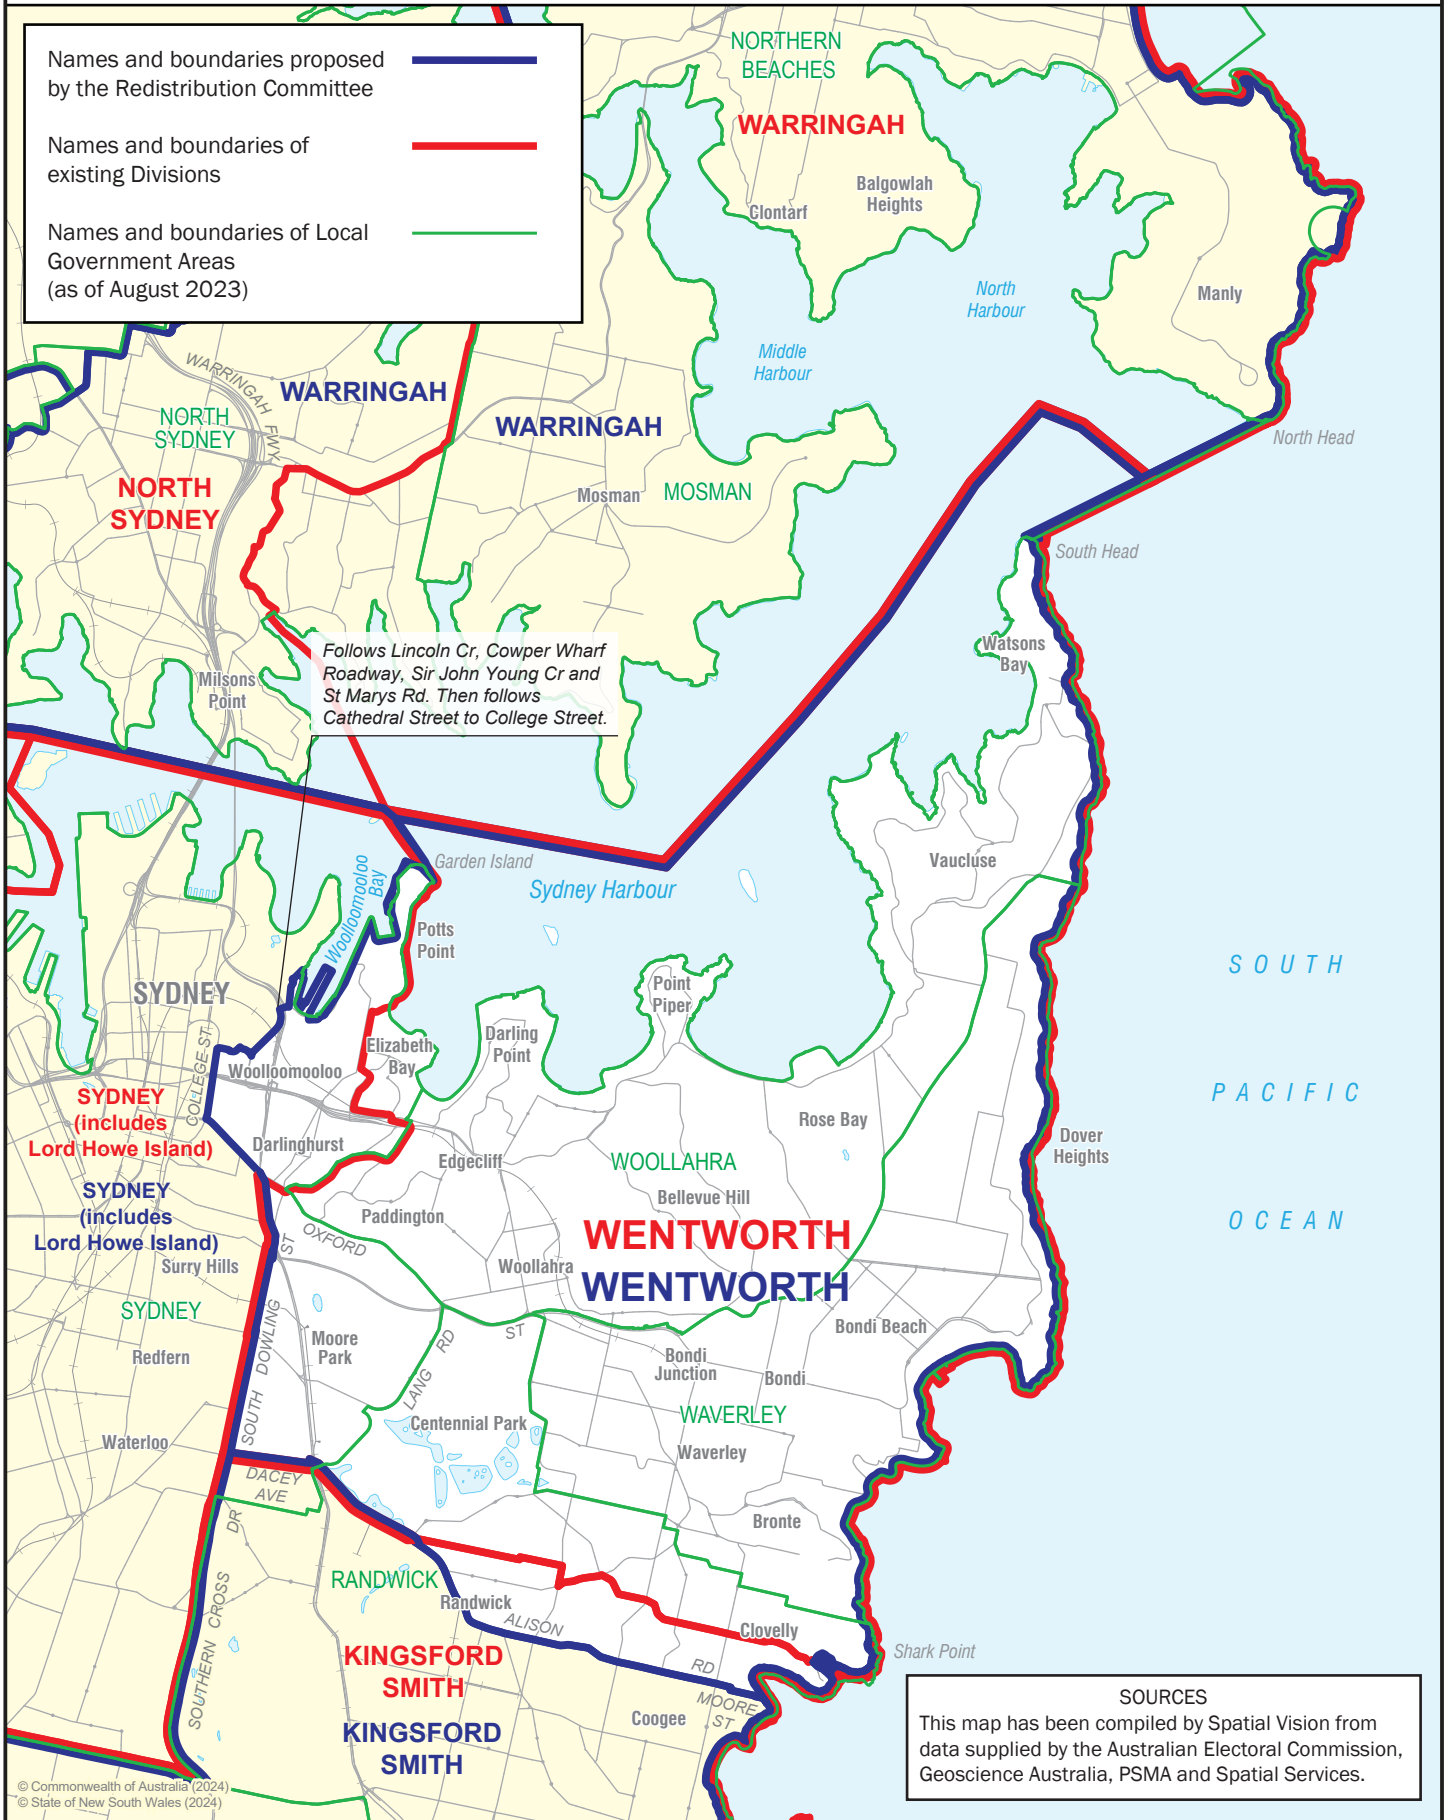 Names and boundaries proposed
by the Redistribution Committee
Names and boundaries of
existing Divisions
Names and boundaries of Local
Government Areas
(as of August 2023)
NORTHERN
BEACHES
WARRINGAH
Balgowlah
Heights
Clontarf
North
Harbour
Manly
Middle
Harbour
WARRINGAH FWY
WARRINGAH
NORTH
SYDNEY
WARRINGAH
North Head
NORTH
SYDNEY
Mosman
MOSMAN
South Head
Follows Lincoln Cr, Cowper Wharf
Roadway, Sir John Young Cr and
St Marys Rd. Then follows
Cathedral Street to College Street.
Watsons
Bay
Milsons
Point
Vaucluse
Garden Island
Sydney Harbour
Woolloomooloo
Bay
Potts
Point
SOUTH
SYDNEY
Point
Piper
Darling
Point
Elizabeth
Bay
COLLEGE ST
Woolloomooloo
PACIFIC
SYDNEY
(includes
Lord Howe Island)
Rose Bay
Darlinghurst
Dover
Heights
Edgecliff
WOOLLAHRA
SYDNEY
(includes
Lord Howe Island)
Bellevue Hill
Paddington
OCEAN
WENTWORTH
OXFORD
ST
Surry Hills
Woollahra
WENTWORTH
SYDNEY
Moore
Park
ST
Bondi Beach
Redfern
SOUTH DOWLING ST
LANG RD
Bondi
Junction
Bondi
Centennial Park
WAVERLEY
Waterloo
Waverley
DACEY
AVE
Bronte
SOUTHERN CROSS DR
RANDWICK
Randwick
ALISON
RD
Clovelly
Shark Point
KINGSFORD
SMITH
MOORE
ST
Coogee
KINGSFORD
SMITH
SOURCES
This map has been compiled by Spatial Vision from
data supplied by the Australian Electoral Commission,
Geoscience Australia, PSMA and Spatial Services.
© Commonwealth of Australia (2024)
© State of New South Wales (2024)